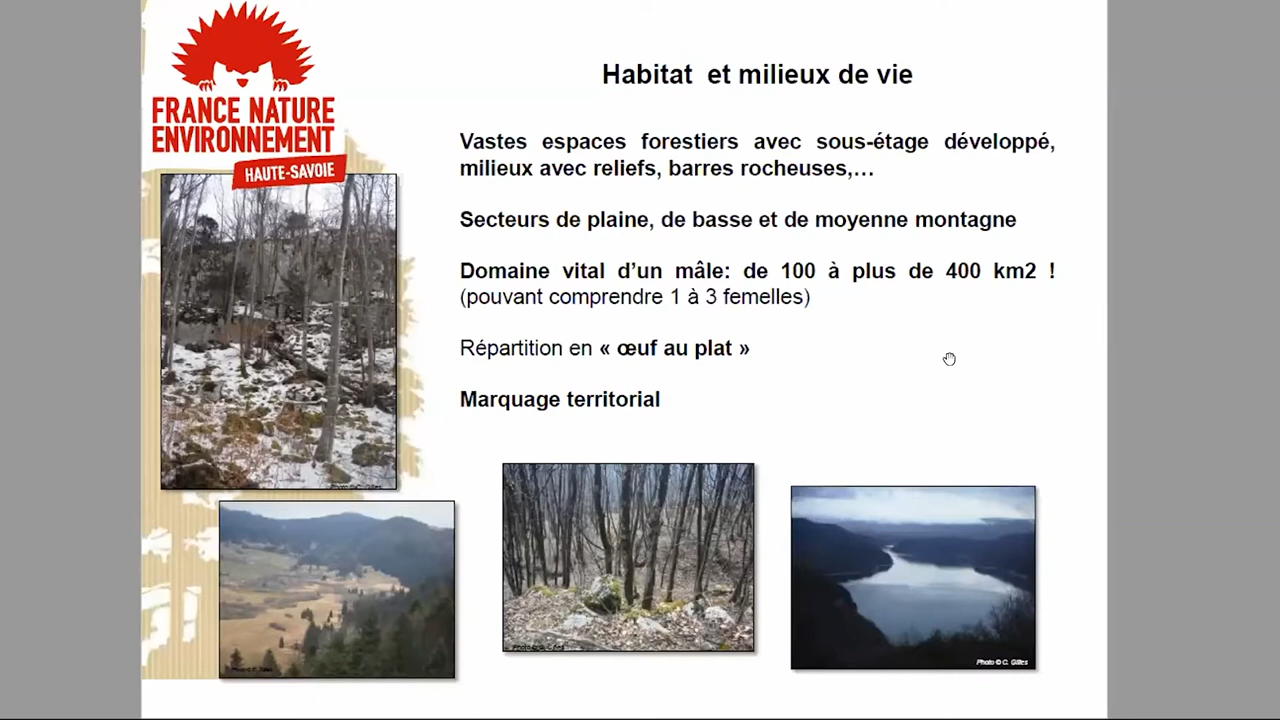 FRANCE NATURE
ENVIRONNEMENT
HAUTE-SAVOIE
Habitat et milieux de vie
Vastes espaces forestiers avec sous-étage développé,
milieux avec reliefs, barres rocheuses,…
Secteurs de plaine, de basse et de moyenne montagne
Domaine vital d’un mâle: de 100 à plus de 400 km2 !
(pouvant comprendre 1 à 3 femelles)
Répartition en « œuf au plat »
Marquage territorial
Photo © C. Gilles